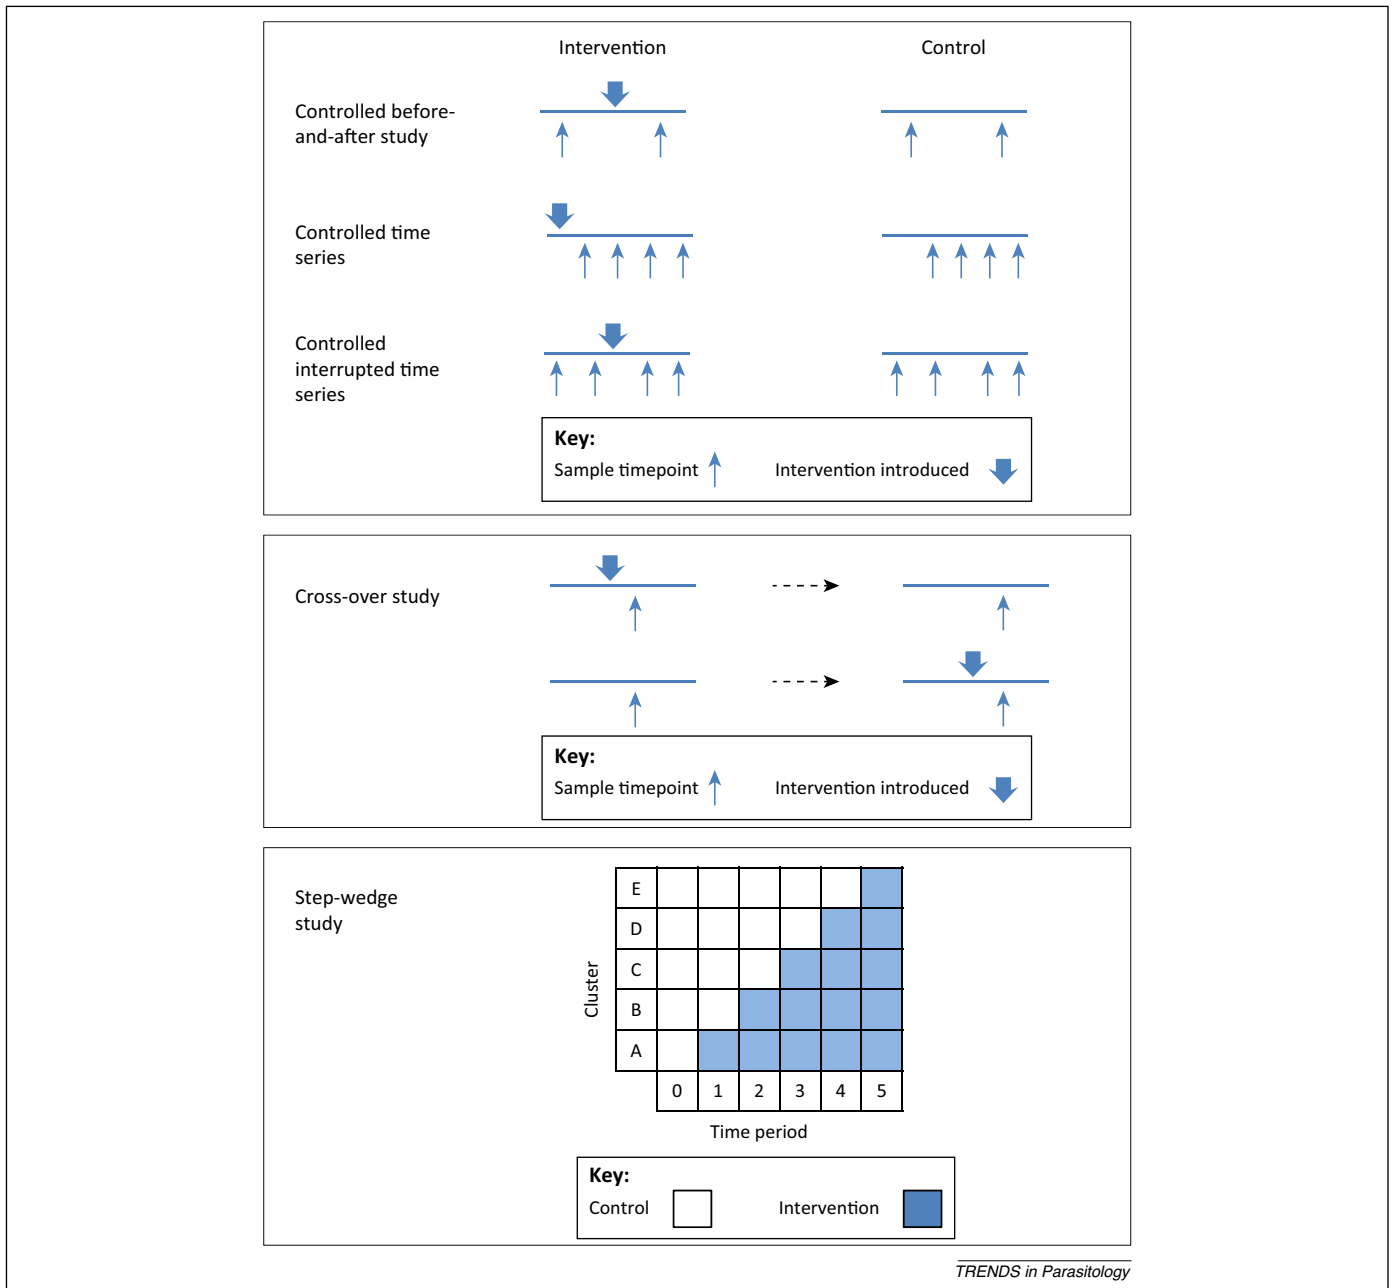 Intervention Control
Controlled before-
and-after study
Controlled time
series
Controlled
interrupted time
series
Key:
Sample timepoint Intervention introduced
Cross-over study
Key:
Sample timepoint Intervention introduced
Step-wedge
study
Cluster
E
D
C
B
A
0 1 2 3 4 5
Time period
Key:
Control Intervention
TRENDS in Parasitology